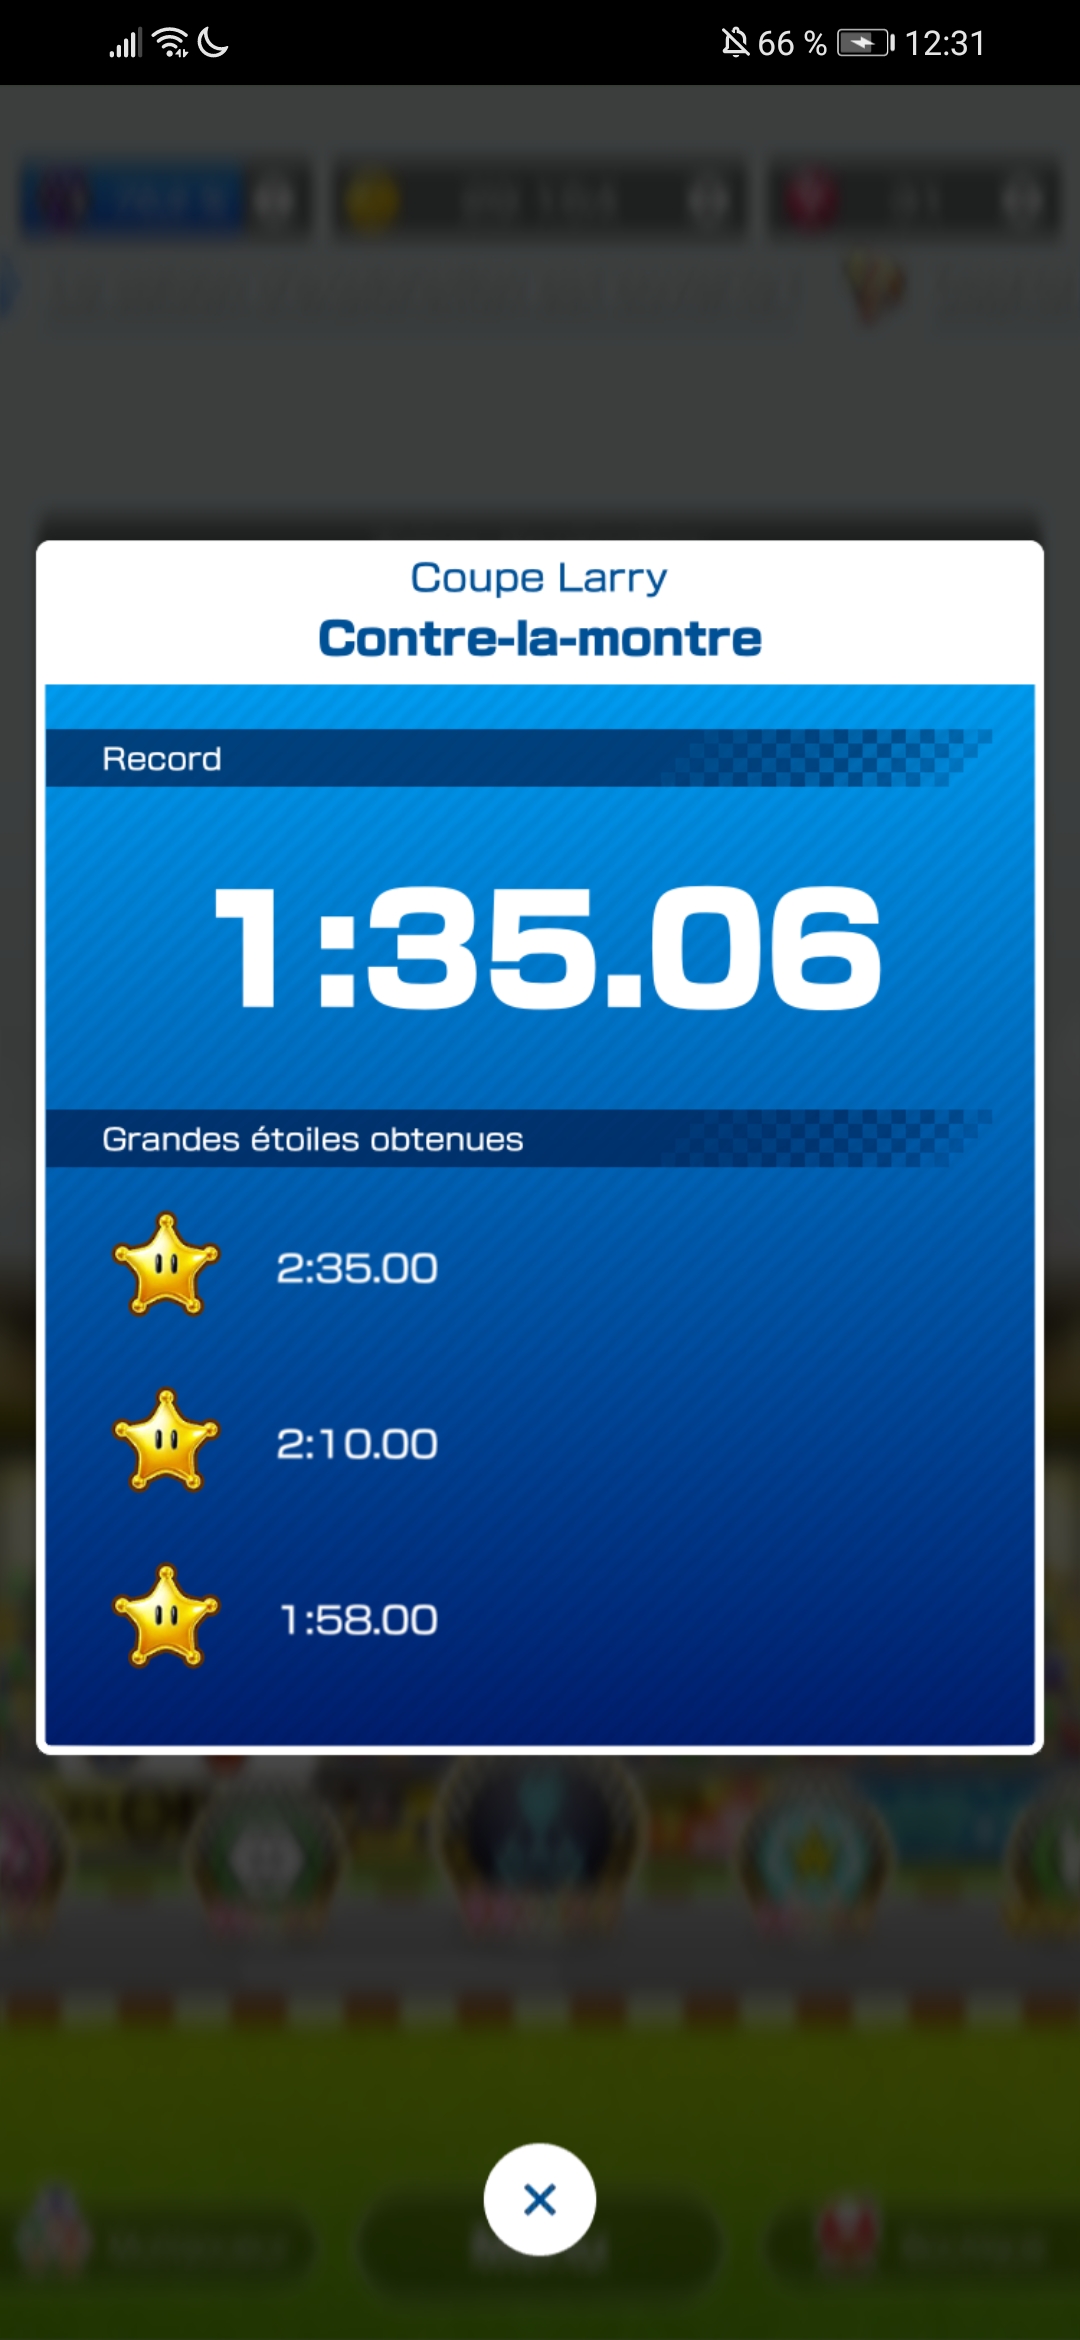 66 % 12:31
Coupe Larry
Contre-la-montre
Record
1:35.06
Grandes étoiles obtenues
2:35.00
2:10.00
1:58.00